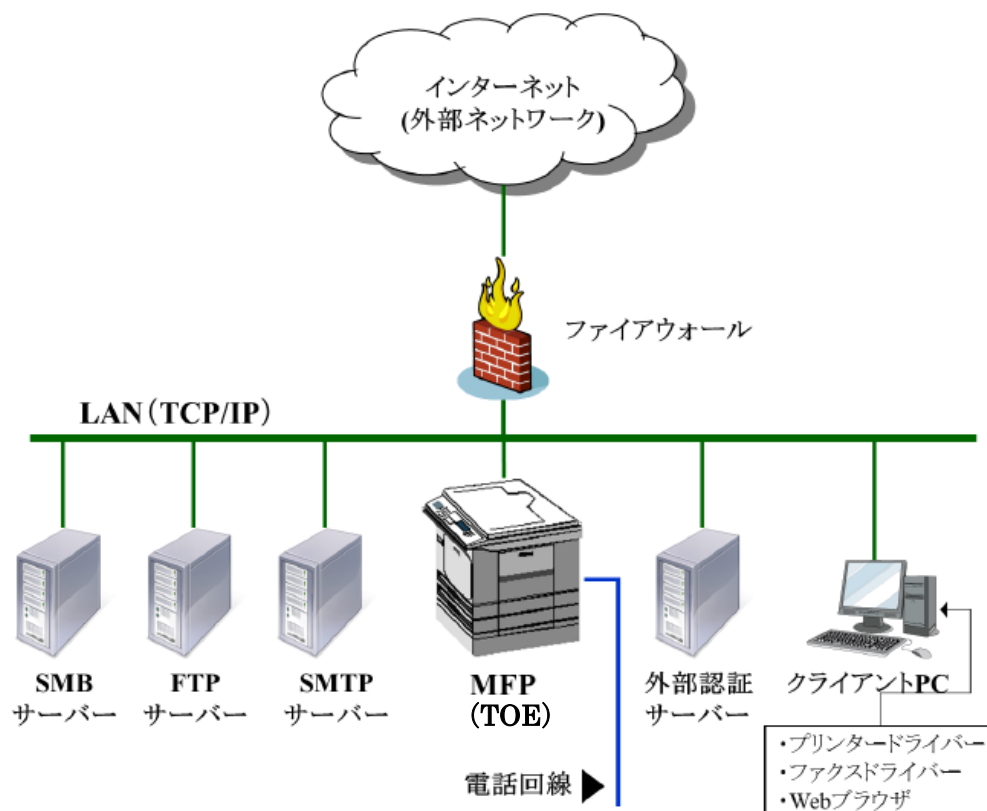 インターネット
(外部ネットワーク)
ファイアウォール
LAN（TCP/IP）
SMB
サーバー
FTP
サーバー
SMTP
サーバー
MFP
(TOE)
外部認証
サーバー
クライアントPC
電話回線 ▶
・プリンタードライバー
・ファクスドライバー
・Webブラウザ